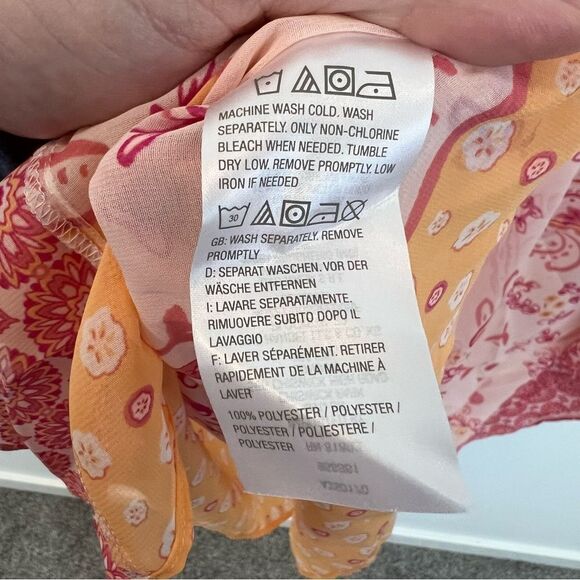 MACHINE WASH COLD. WASH
SEPARATELY. ONLY NON-CHLORINE
BLEACH WHEN NEEDED. TUMBLE
DRY LOW. REMOVE PROMPTLY. LOW
IRON IF NEEDED
30
GB: WASH SEPARATELY. REMOVE
PROMPTLY
D: SEPARAT WASCHEN. VOR DER
WÄSCHE ENTFERNEN
I: LAVARE SEPARATAMENTE.
RIMUOVERE SUBITO DOPO IL
LAVAGGIO
F: LAVER SÉPARÉMENT. RETIRER
RAPIDEMENT DE LA MACHINE À
LAVER
100% POLYESTER / POLYESTER /
POLYESTER / POLIESTERE /
POLYESTER